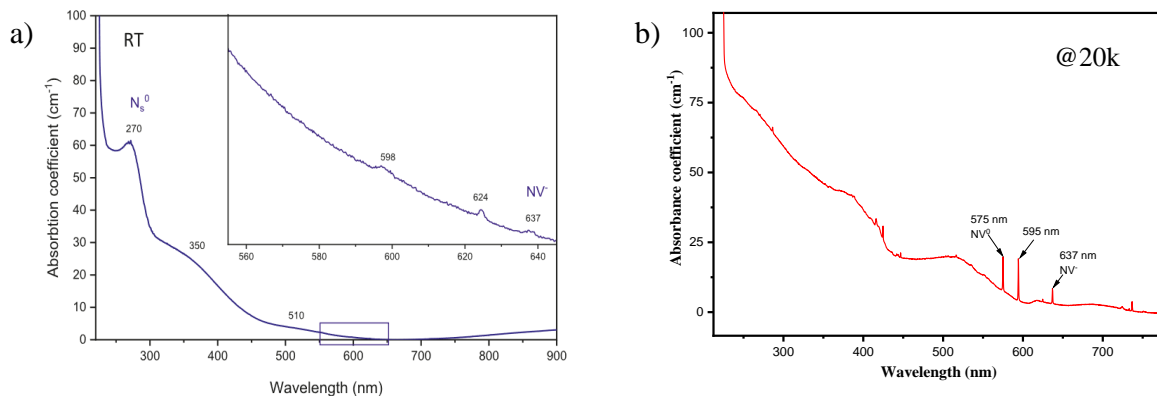 a)
RT
Absorbtion coefficient (cm⁻¹)
100
90
80
70
60
50
40
30
20
10
0
Nₛ⁰
270
350
510
598
624
NV⁻
637
560 580 600 620 640
300 400 500 600 700 800 900
Wavelength (nm)
b)
@20k
Absorbance coefficient (cm⁻¹)
100
75
50
25
0
575 nm
NV⁰
595 nm
637 nm
NV⁻
300 400 500 600 700
Wavelength (nm)